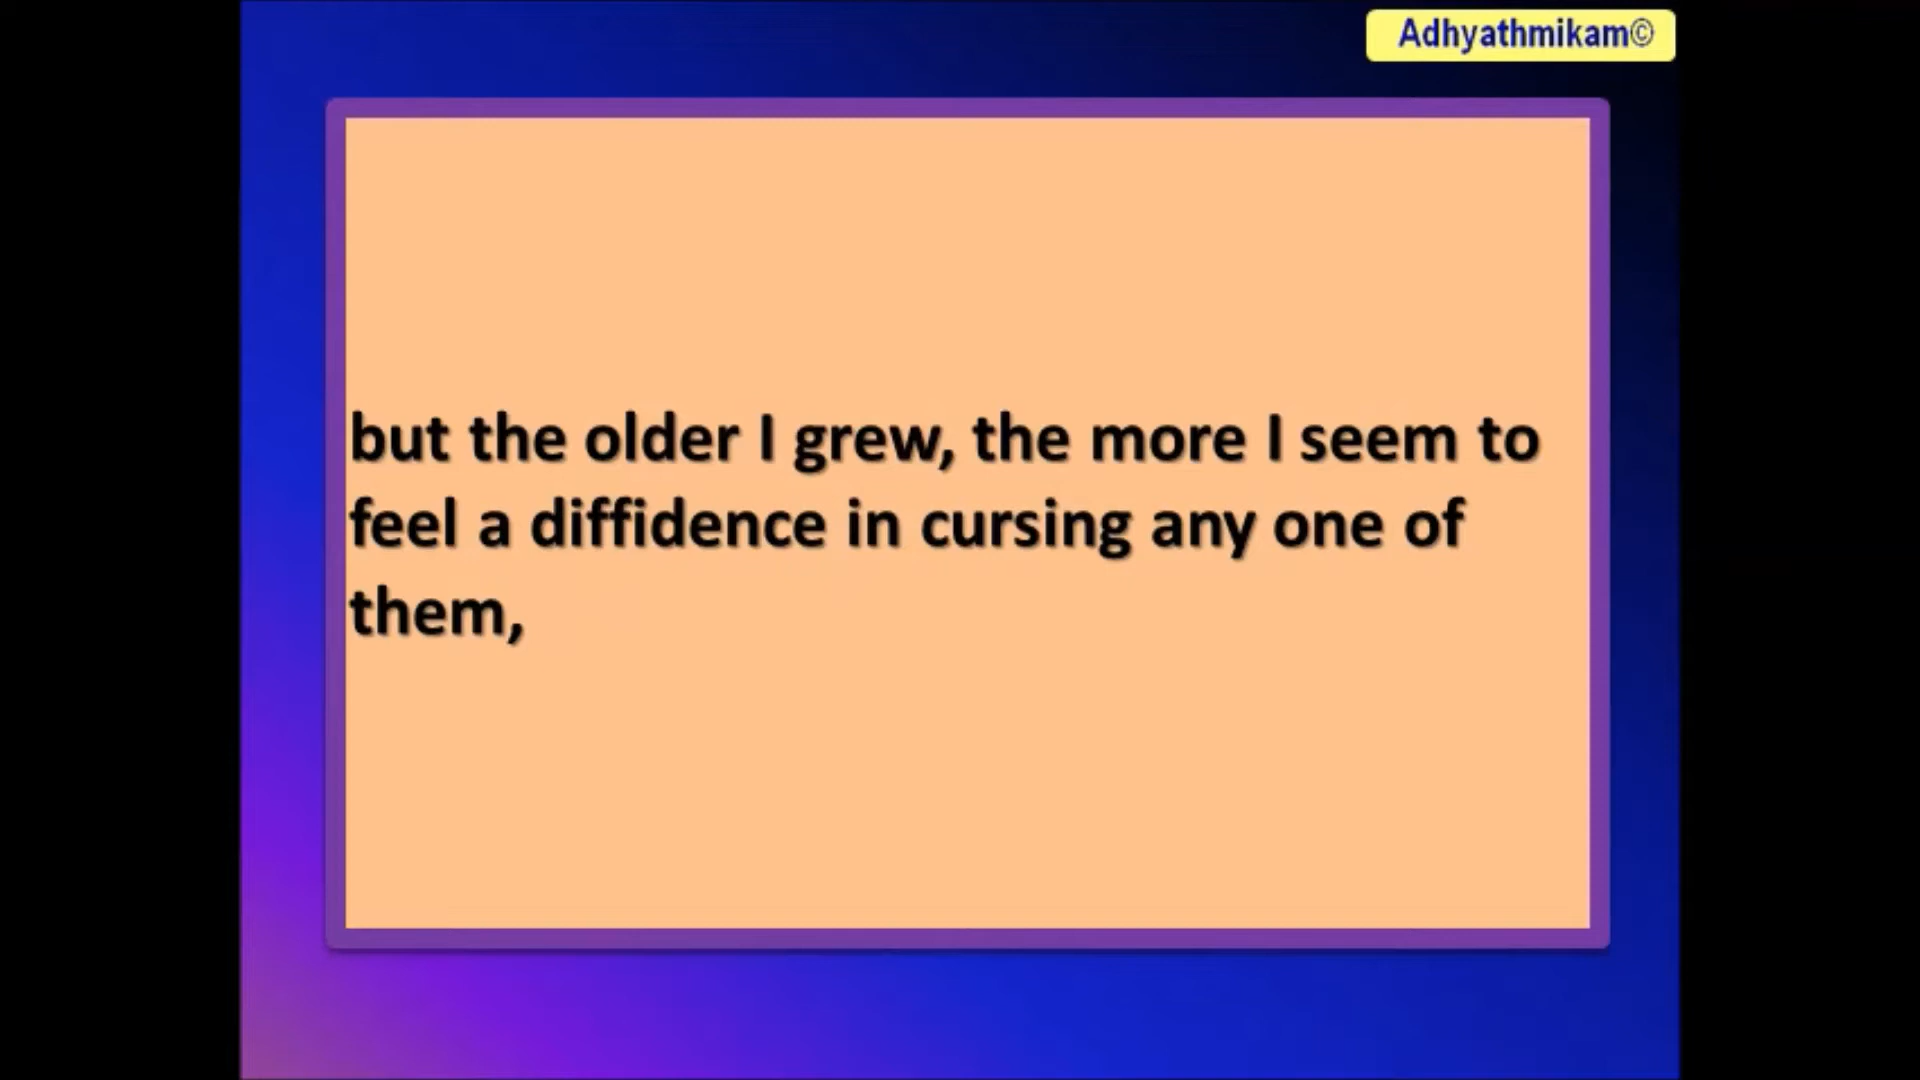 Adhyathmikam©
but the older I grew, the more I seem to
feel a diffidence in cursing any one of
them,